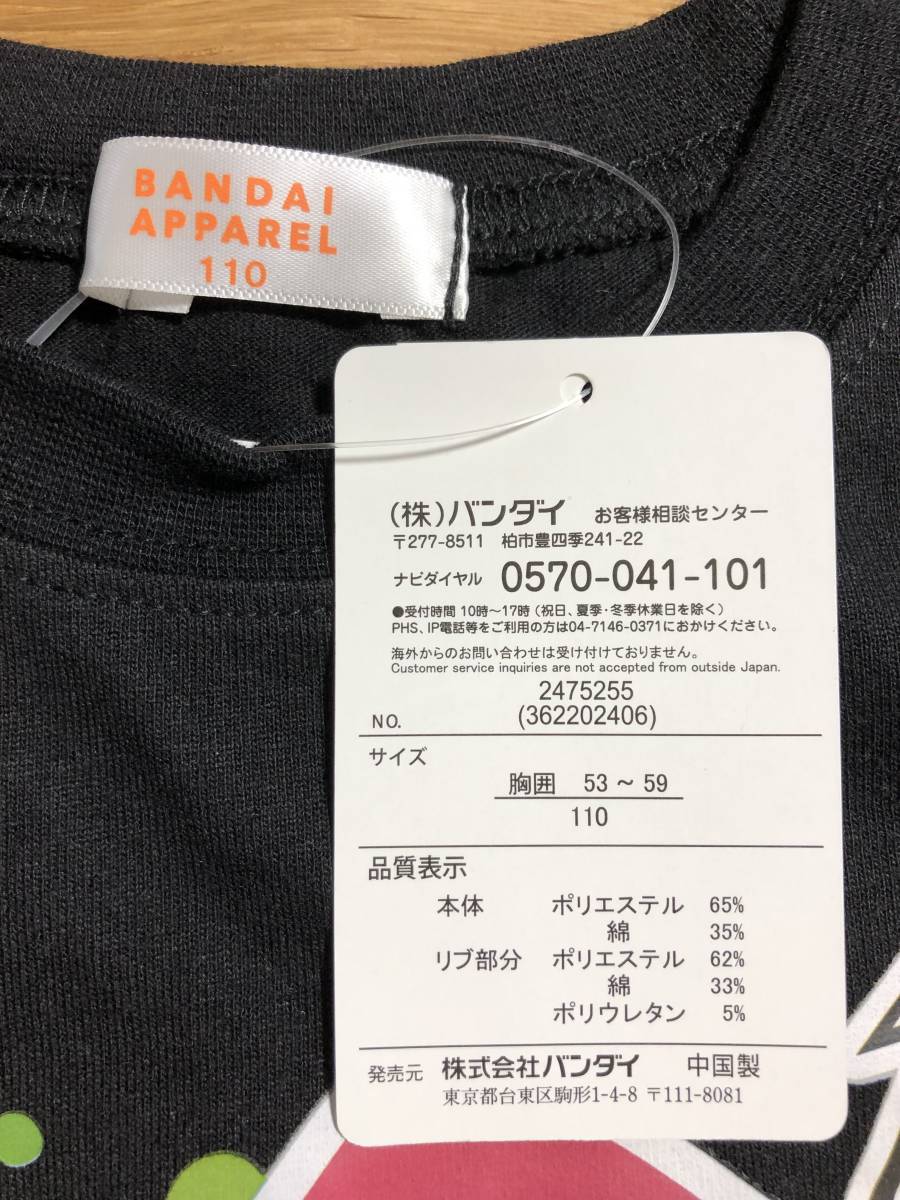 BANDAI
APPAREL
110
(株)バンダイ お客様相談センター
〒277-8511 柏市豊四季241-22
ナビダイヤル 0570-041-101
●受付時間 10時～17時(祝日、夏季・冬季休業日を除く)
PHS、IP電話等をご利用の方は04-7146-0371におかけください。
海外からのお問い合わせは受け付けておりません。
Customer service inquiries are not accepted from outside Japan.
2475255
NO. (362202406)
サイズ
胸囲 53 ~ 59
110
品質表示
本体 ポリエステル 65%
綿 35%
リブ部分 ポリエステル 62%
綿 33%
ポリウレタン 5%
発売元 株式会社バンダイ 中国製
東京都台東区駒形1-4-8 〒111-8081